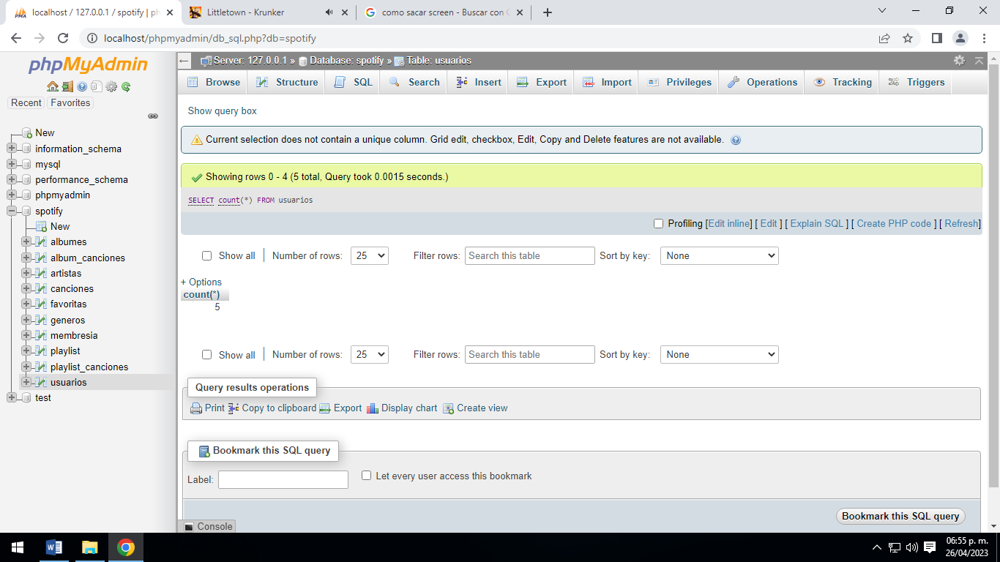 localhost / 127.0.0.1 / spotify | ph
Littletown - Krunker
como sacar screen - Buscar con G
localhost/phpmyadmin/db_sql.php?db=spotify
phpMyAdmin
Recent Favorites
New
information_schema
mysql
performance_schema
phpmyadmin
spotify
New
albumes
album_canciones
artistas
canciones
favoritas
generos
membresia
playlist
playlist_canciones
usuarios
test
Server: 127.0.0.1 » Database: spotify » Table: usuarios
Browse Structure SQL Search Insert Export Import Privileges Operations Tracking Triggers
Show query box
Current selection does not contain a unique column. Grid edit, checkbox, Edit, Copy and Delete features are not available.
Showing rows 0 - 4 (5 total, Query took 0.0015 seconds.)
SELECT count(*) FROM usuarios
Profiling [Edit inline] [ Edit ] [ Explain SQL ] [ Create PHP code ] [ Refresh]
Show all | Number of rows: 25 Filter rows: Search this table Sort by key: None
+ Options
count(*)
5
Show all | Number of rows: 25 Filter rows: Search this table Sort by key: None
Query results operations
Print Copy to clipboard Export Display chart Create view
Bookmark this SQL query
Label: Let every user access this bookmark
Bookmark this SQL query
Console
06:55 p. m.
26/04/2023